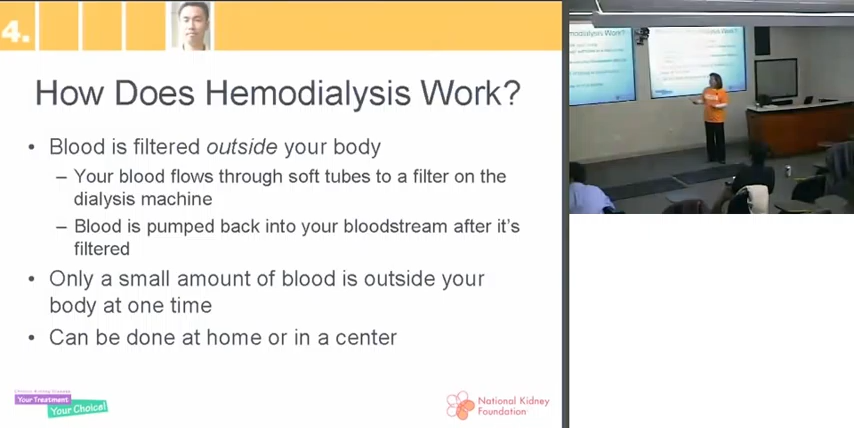 4.
How Does Hemodialysis Work?
• Blood is filtered outside your body
– Your blood flows through soft tubes to a filter on the
dialysis machine
– Blood is pumped back into your bloodstream after it's
filtered
• Only a small amount of blood is outside your
body at one time
• Can be done at home or in a center
Chronic Kidney Disease
Your Treatment
Your Choice!
National Kidney
Foundation